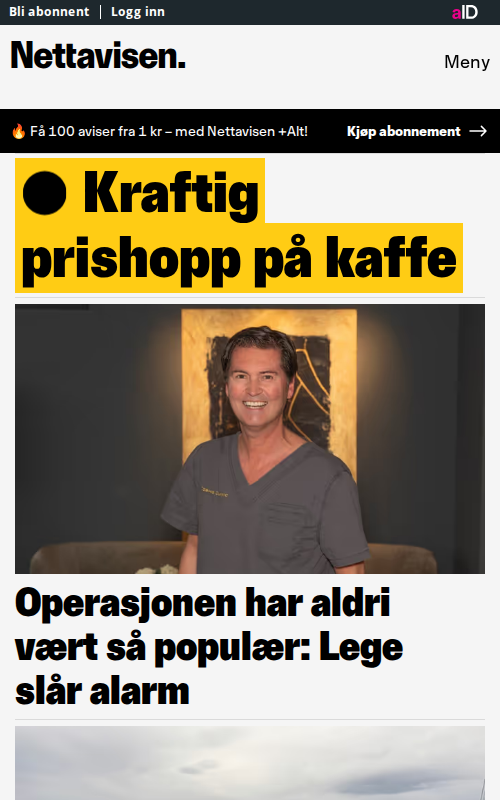 Bli abonnent | Logg inn
aID
Nettavisen.
Meny
🔥 Få 100 aviser fra 1 kr – med Nettavisen +Alt!
Kjøp abonnement →
● Kraftig
prishopp på kaffe
Operasjonen har aldri
vært så populær: Lege
slår alarm